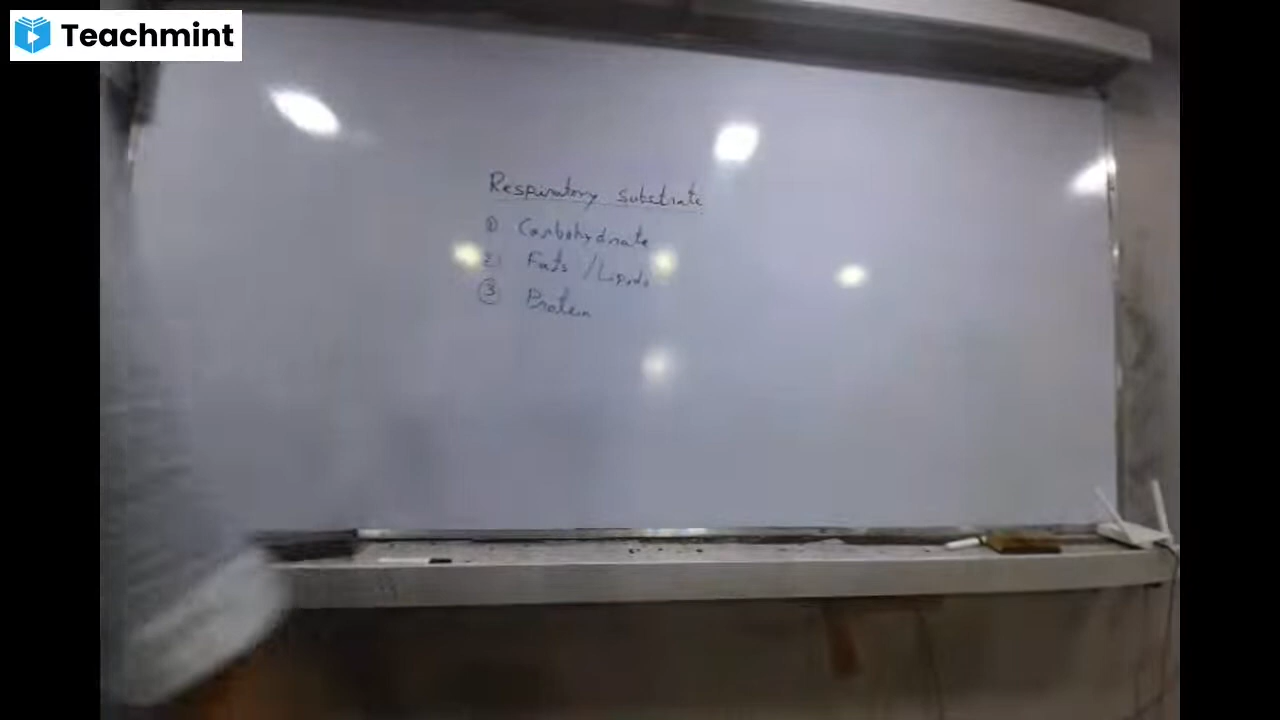 Teachmint
Respiratory substrate
① Carbohydrate
② Fats / Lipids
③ Protein